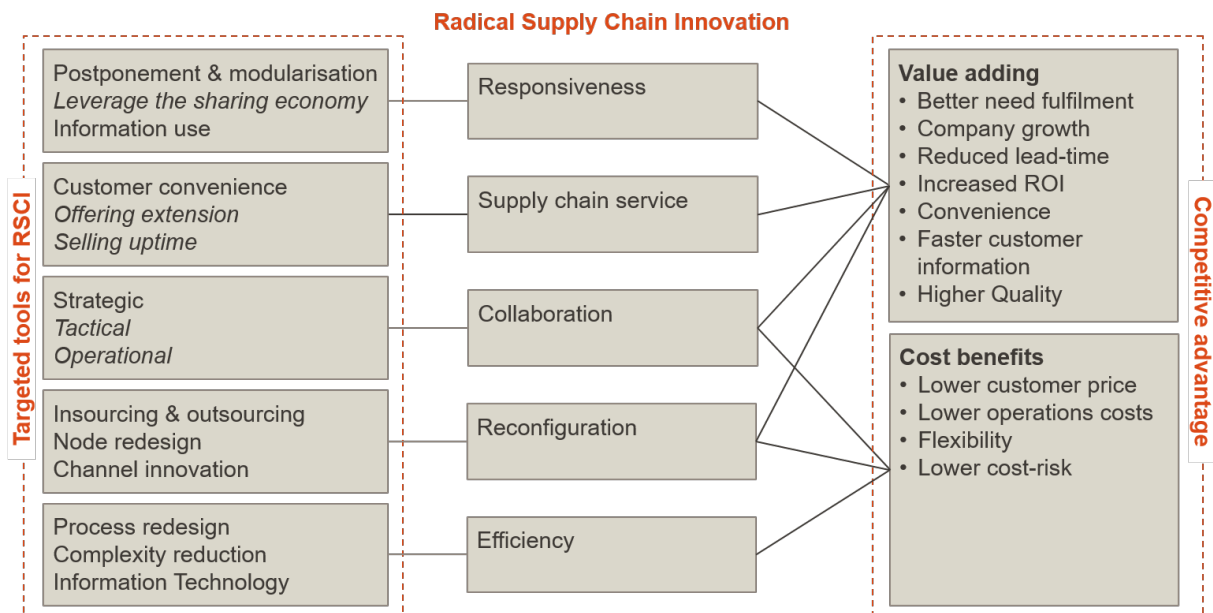 Radical Supply Chain Innovation
Targeted tools for RSCI
Postponement & modularisation
Leverage the sharing economy
Information use
Customer convenience
Offering extension
Selling uptime
Strategic
Tactical
Operational
Insourcing & outsourcing
Node redesign
Channel innovation
Process redesign
Complexity reduction
Information Technology
Responsiveness
Supply chain service
Collaboration
Reconfiguration
Efficiency
Value adding
• Better need fulfilment
• Company growth
• Reduced lead-time
• Increased ROI
• Convenience
• Faster customer
information
• Higher Quality
Cost benefits
• Lower customer price
• Lower operations costs
• Flexibility
• Lower cost-risk
Competitive advantage